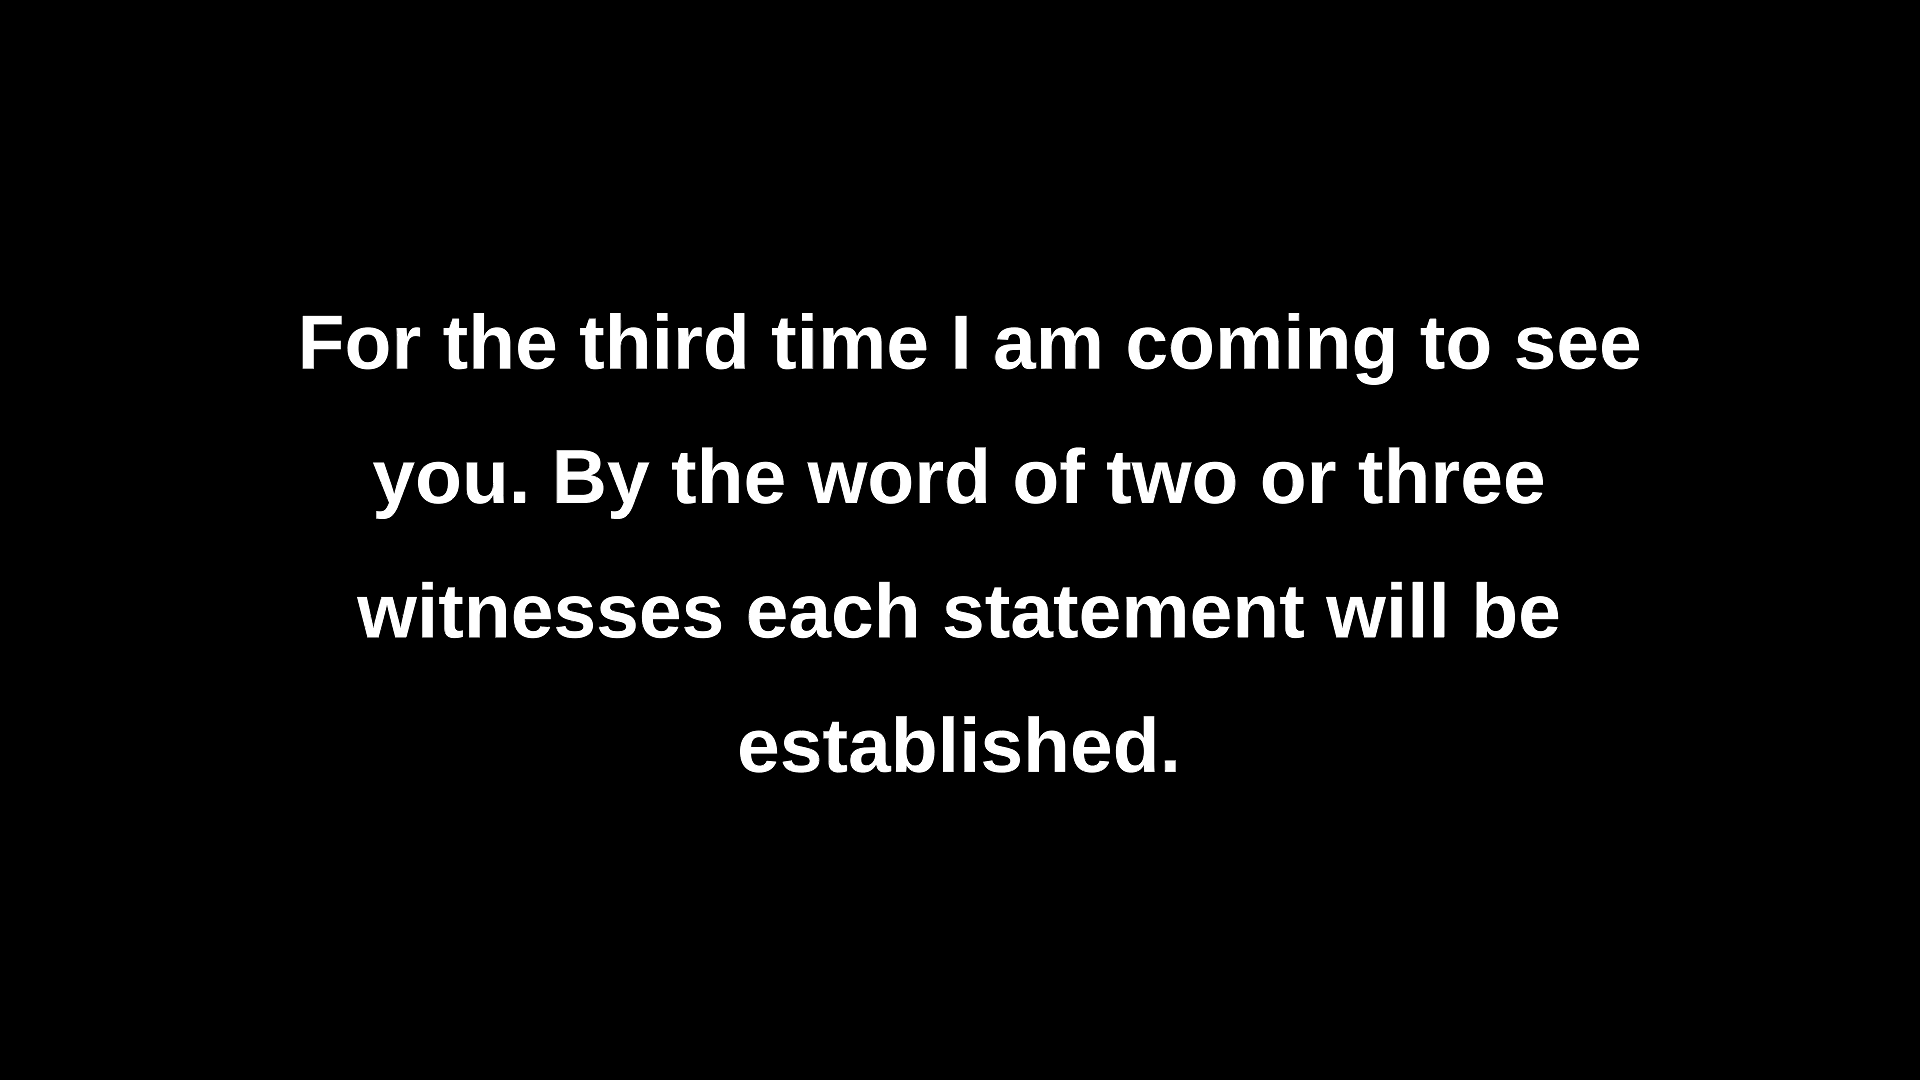 For the third time I am coming to see
you. By the word of two or three
witnesses each statement will be
established.